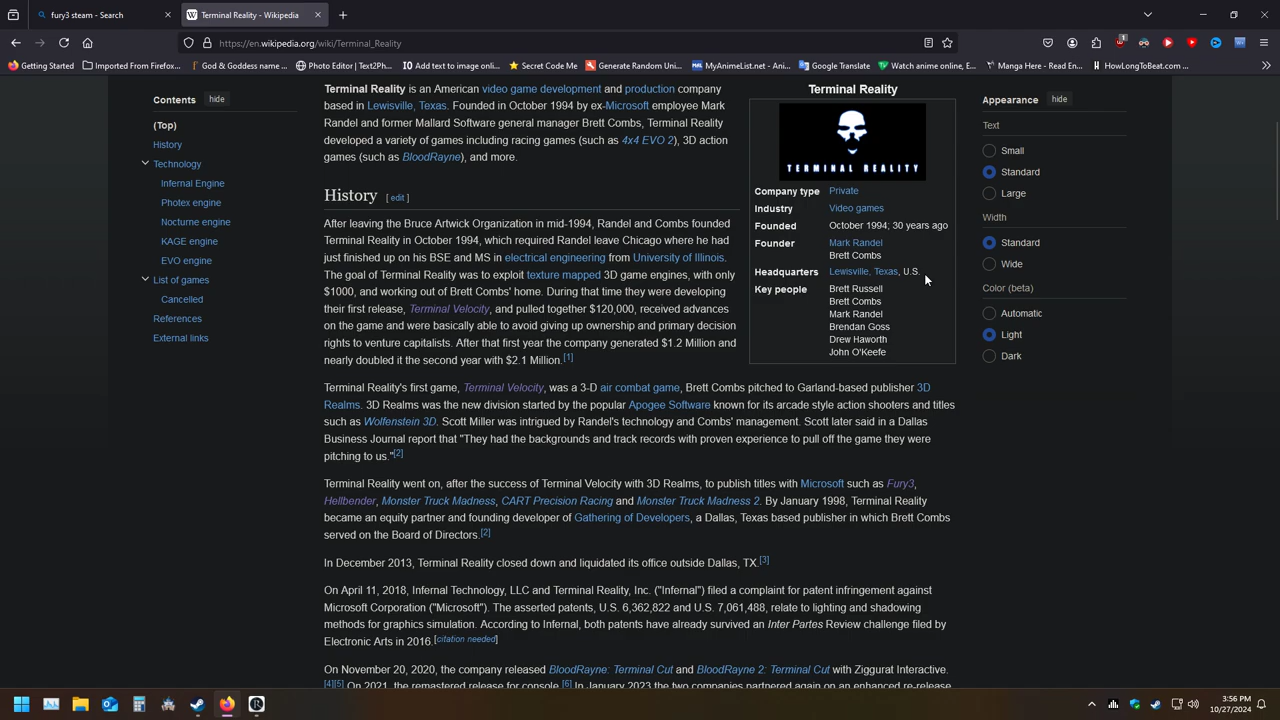 fury3 steam - Search
Terminal Reality - Wikipedia
https://en.wikipedia.org/wiki/Terminal_Reality
Getting Started
Imported From Firefox...
God & Goddess name ...
Photo Editor | Text2Ph...
Add text to image onlin...
Secret Code Me
Generate Random Uni...
MyAnimeList.net - Ani...
Google Translate
Watch anime online, E...
Manga Here - Read en...
HowLongToBeat.com ...
Contents hide
(Top)
History
Technology
Infernal Engine
Photex engine
Nocturne engine
KAGE engine
EVO engine
List of games
Cancelled
References
External links
Terminal Reality is an American video game development and production company
based in Lewisville, Texas. Founded in October 1994 by ex-Microsoft employee Mark
Randel and former Mallard Software general manager Brett Combs, Terminal Reality
developed a variety of games including racing games (such as 4x4 EVO 2), 3D action
games (such as BloodRayne), and more.
History [ edit ]
After leaving the Bruce Artwick Organization in mid-1994, Randel and Combs founded
Terminal Reality in October 1994, which required Randel leave Chicago where he had
just finished up on his BSE and MS in electrical engineering from University of Illinois.
The goal of Terminal Reality was to exploit texture mapped 3D game engines, with only
$1000, and working out of Brett Combs' home. During that time they were developing
their first release, Terminal Velocity, and pulled together $120,000, received advances
on the game and were basically able to avoid giving up ownership and primary decision
rights to venture capitalists. After that first year the company generated $1.2 Million and
nearly doubled it the second year with $2.1 Million.[1]
Terminal Reality's first game, Terminal Velocity, was a 3-D air combat game, Brett Combs pitched to Garland-based publisher 3D
Realms. 3D Realms was the new division started by the popular Apogee Software known for its arcade style action shooters and titles
such as Wolfenstein 3D. Scott Miller was intrigued by Randel's technology and Combs' management. Scott later said in a Dallas
Business Journal report that "They had the backgrounds and track records with proven experience to pull off the game they were
pitching to us."[2]
Terminal Reality went on, after the success of Terminal Velocity with 3D Realms, to publish titles with Microsoft such as Fury3,
Hellbender, Monster Truck Madness, CART Precision Racing and Monster Truck Madness 2. By January 1998, Terminal Reality
became an equity partner and founding developer of Gathering of Developers, a Dallas, Texas based publisher in which Brett Combs
served on the Board of Directors.[2]
In December 2013, Terminal Reality closed down and liquidated its office outside Dallas, TX.[3]
On April 11, 2018, Infernal Technology, LLC and Terminal Reality, Inc. ("Infernal") filed a complaint for patent infringement against
Microsoft Corporation ("Microsoft"). The asserted patents, U.S. 6,362,822 and U.S. 7,061,488, relate to lighting and shadowing
methods for graphics simulation. According to Infernal, both patents have already survived an Inter Partes Review challenge filed by
Electronic Arts in 2016.[citation needed]
On November 20, 2020, the company released BloodRayne: Terminal Cut and BloodRayne 2: Terminal Cut with Ziggurat Interactive.
[4][5] On 2021, the remastered release for console.[6] In January 2023 the two companies partnered again on an enhanced re-release
Terminal Reality
TERMINAL REALITY
Company type Private
Industry Video games
Founded October 1994; 30 years ago
Founder Mark Randel
Brett Combs
Headquarters Lewisville, Texas, U.S.
Key people Brett Russell
Brett Combs
Mark Randel
Brendan Goss
Drew Haworth
John O'Keefe
Appearance hide
Text
Small
Standard
Large
Width
Standard
Wide
Color (beta)
Automatic
Light
Dark
3:56 PM
10/27/2024